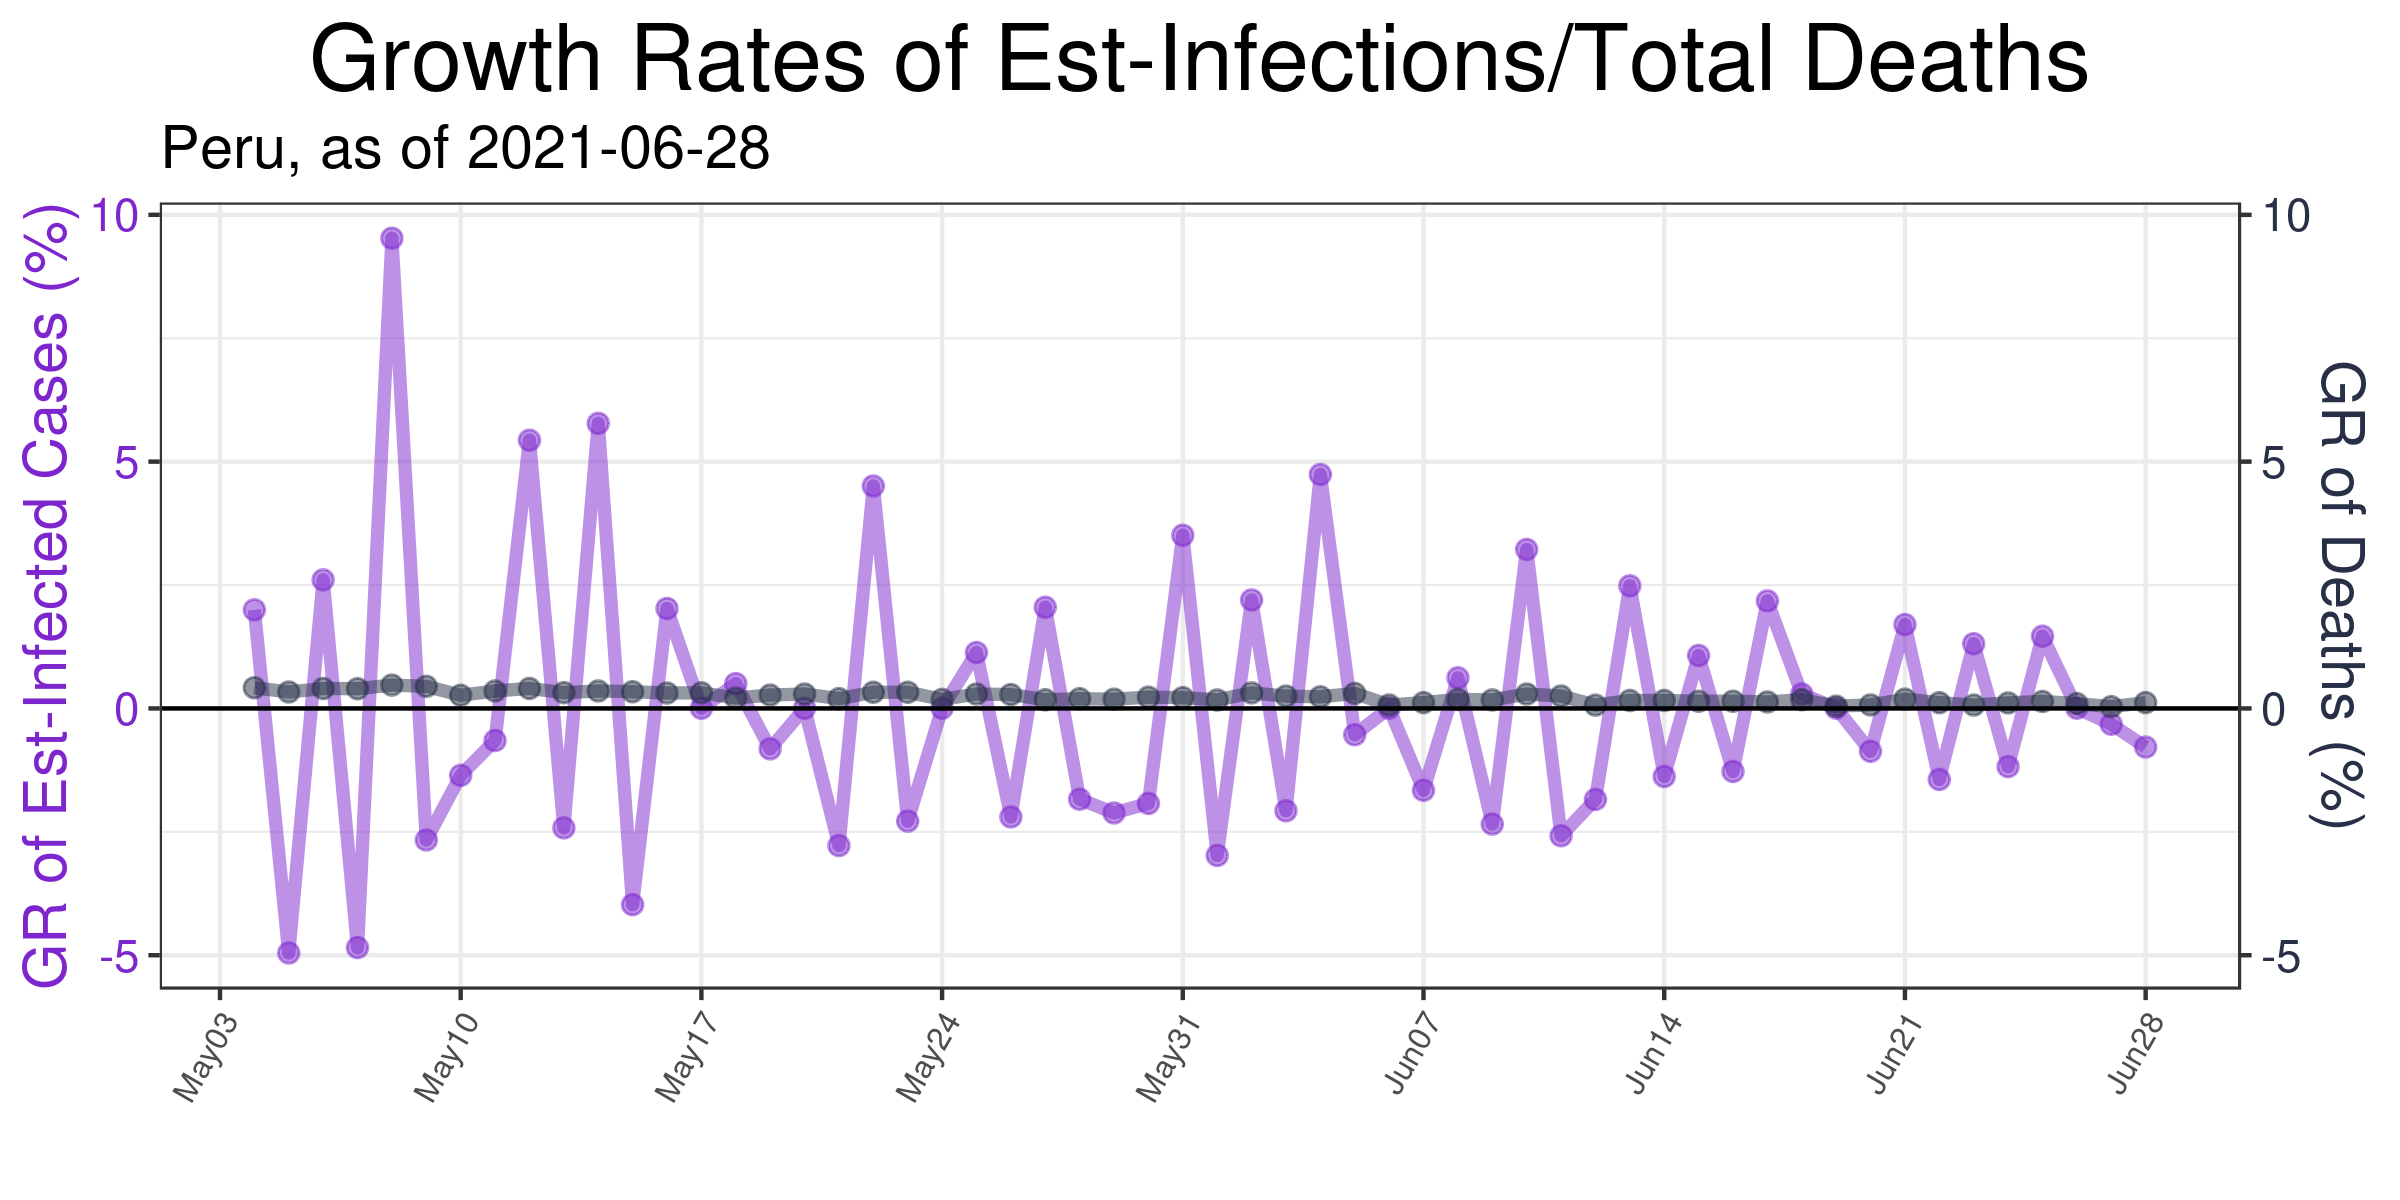 Growth Rates of Est-Infections/Total Deaths
Peru, as of 2021-06-28
GR of Est-Infected Cases (%)
10
5
0
-5
10
5
0
-5
GR of Deaths (%)
May03
May10
May17
May24
May31
Jun07
Jun14
Jun21
Jun28